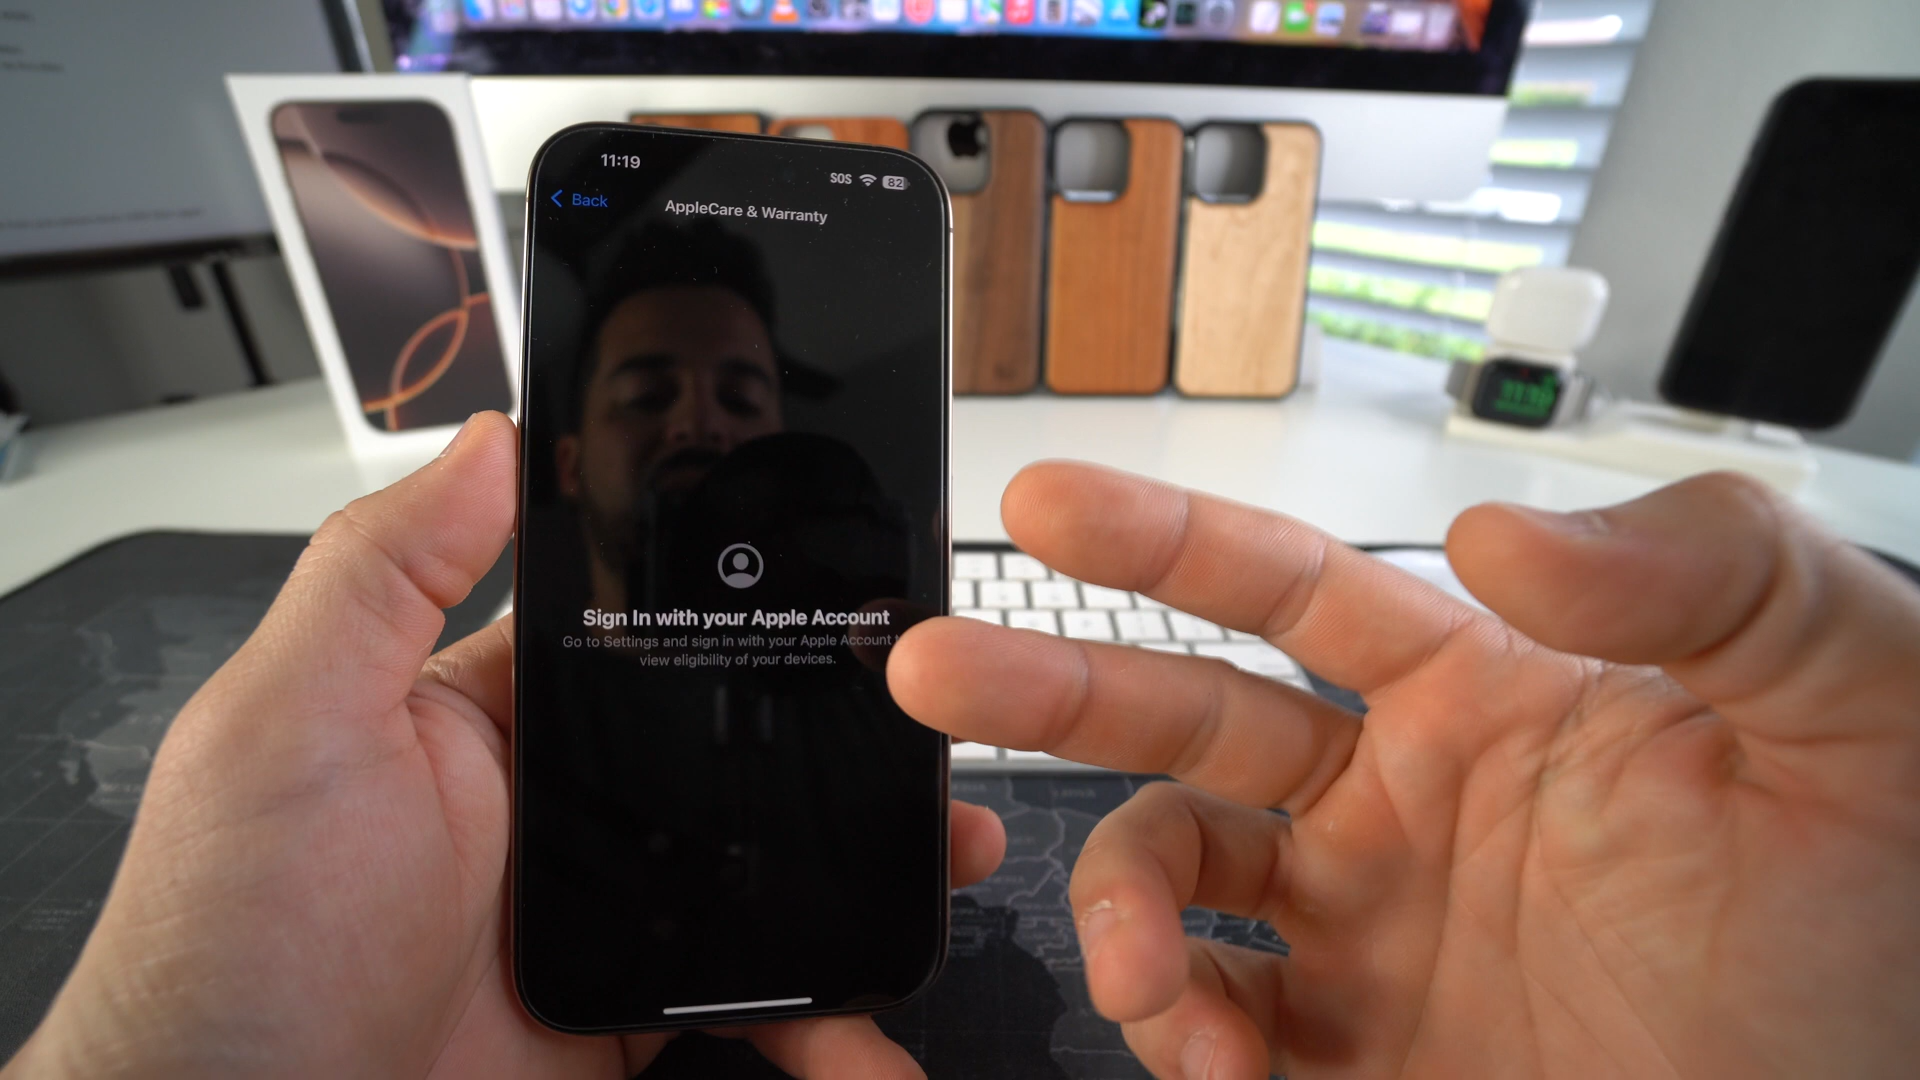 11:19
SOS 82
Back
AppleCare & Warranty
Sign In with your Apple Account
Go to Settings and sign in with your Apple Account
view eligibility of your devices.